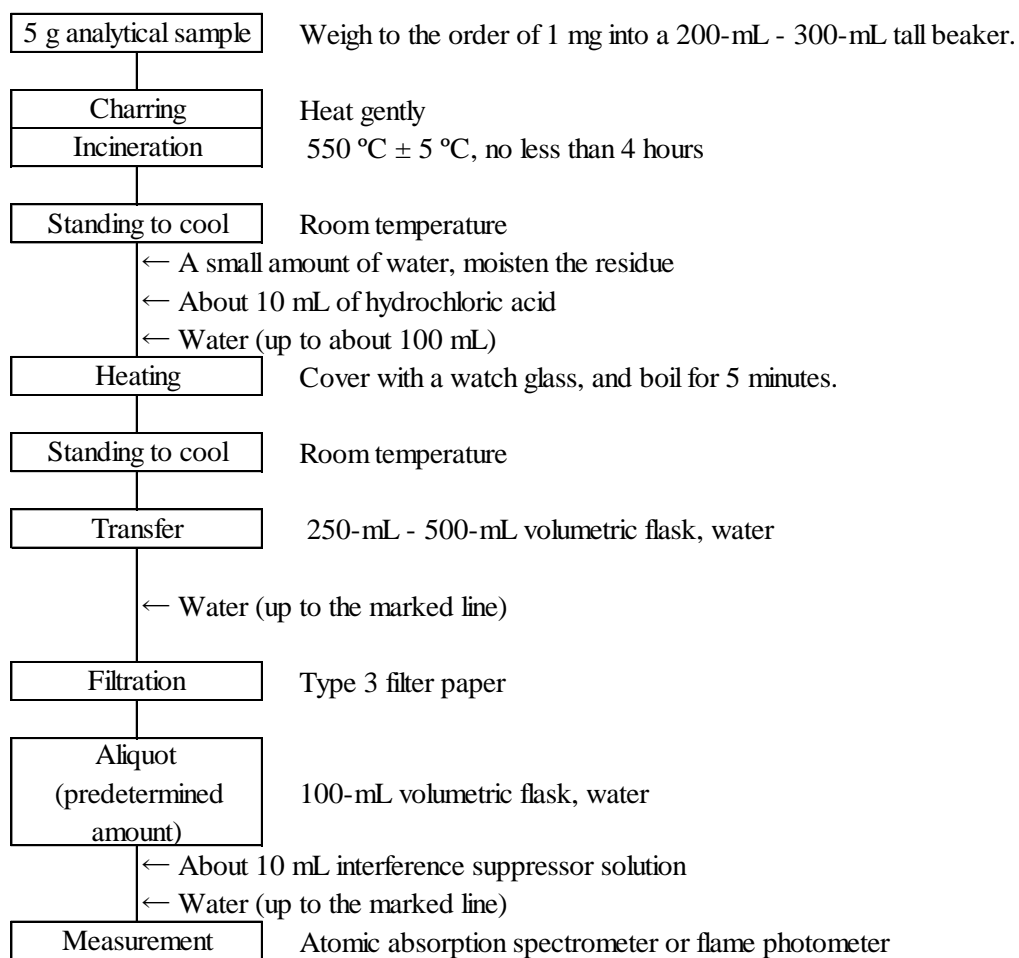 5 g analytical sample Weigh to the order of 1 mg into a 200-mL - 300-mL tall beaker.
Charring Heat gently
Incineration 550 ºC ± 5 ºC, no less than 4 hours
Standing to cool Room temperature
← A small amount of water, moisten the residue
← About 10 mL of hydrochloric acid
← Water (up to about 100 mL)
Heating Cover with a watch glass, and boil for 5 minutes.
Standing to cool Room temperature
Transfer 250-mL - 500-mL volumetric flask, water
← Water (up to the marked line)
Filtration Type 3 filter paper
Aliquot
(predetermined 100-mL volumetric flask, water
amount)
← About 10 mL interference suppressor solution
← Water (up to the marked line)
Measurement Atomic absorption spectrometer or flame photometer